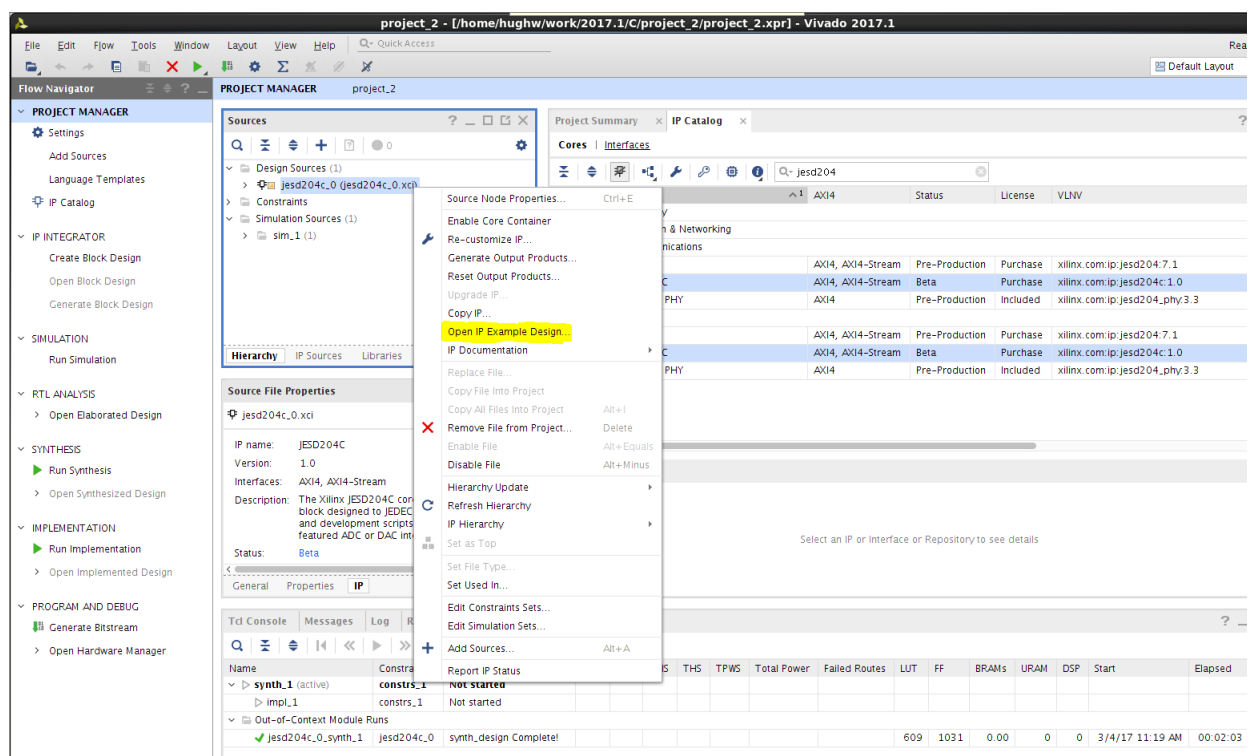 project_2 - [/home/hughw/work/2017.1/C/project_2/project_2.xpr] - Vivado 2017.1
File Edit Flow Tools Window Layout View Help Quick Access Rea
Default Layout
Flow Navigator ? _
PROJECT MANAGER project_2
PROJECT MANAGER
Settings
Add Sources
Language Templates
IP Catalog
IP INTEGRATOR
Create Block Design
Open Block Design
Generate Block Design
SIMULATION
Run Simulation
RTL ANALYSIS
Open Elaborated Design
SYNTHESIS
Run Synthesis
Open Synthesized Design
IMPLEMENTATION
Run Implementation
Open Implemented Design
PROGRAM AND DEBUG
Generate Bitstream
Open Hardware Manager
Sources
0
Design Sources (1)
jesd204c_0 (jesd204c_0.xci)
Constraints
Simulation Sources (1)
sim_1 (1)
Hierarchy IP Sources Libraries
Source File Properties
jesd204c_0.xci
IP name: JESD204C
Version: 1.0
Interfaces: AXI4, AXI4-Stream
Description: The Xilinx JESD204C cor
block designed to JEDEC
and development scripts
featured ADC or DAC int
Status: Beta
General Properties IP
Source Node Properties... Ctrl+E
Enable Core Container
Re-customize IP...
Generate Output Products...
Reset Output Products...
Upgrade IP...
Copy IP...
Open IP Example Design...
IP Documentation
Replace File...
Copy File Into Project
Copy All Files Into Project Alt+I
Remove File from Project... Delete
Enable File Alt+Equals
Disable File Alt+Minus
Hierarchy Update
Refresh Hierarchy
IP Hierarchy
Set as Top
Set File Type...
Set Used In...
Edit Constraints Sets...
Edit Simulation Sets...
Add Sources... Alt+A
Report IP Status
Project Summary × IP Catalog × ?
Cores | Interfaces
jesd204
1 AXI4 Status License VLNV
y
n & Networking
nications
AXI4, AXI4-Stream Pre-Production Purchase xilinx.com:ip:jesd204:7.1
C AXI4, AXI4-Stream Beta Purchase xilinx.com:ip:jesd204c:1.0
PHY AXI4 Pre-Production Included xilinx.com:ip:jesd204_phy:3.3
AXI4, AXI4-Stream Pre-Production Purchase xilinx.com:ip:jesd204:7.1
C AXI4, AXI4-Stream Beta Purchase xilinx.com:ip:jesd204c:1.0
PHY AXI4 Pre-Production Included xilinx.com:ip:jesd204_phy:3.3
Select an IP or Interface or Repository to see details
Tcl Console Messages Log R ? _
Name Constra S THS TPWS Total Power Failed Routes LUT FF BRAMs URAM DSP Start Elapsed
synth_1 (active) constrs_1 Not started
impl_1 constrs_1 Not started
Out-of-Context Module Runs
jesd204c_0_synth_1 jesd204c_0 synth_design Complete! 609 1031 0.00 0 0 3/4/17 11:19 AM 00:02:03